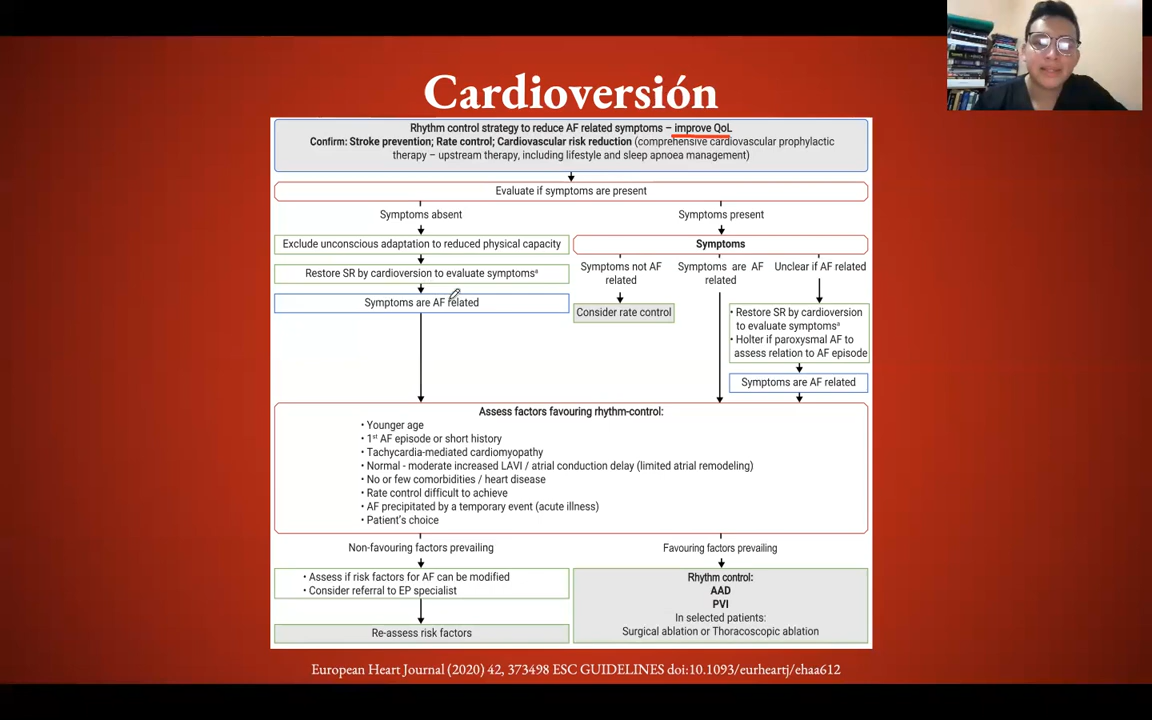 Cardioversión
Rhythm control strategy to reduce AF related symptoms – improve QoL
Confirm: Stroke prevention; Rate control; Cardiovascular risk reduction (comprehensive cardiovascular prophylactic
therapy – upstream therapy, including lifestyle and sleep apnoea management)
Evaluate if symptoms are present
Symptoms absent
Symptoms present
Exclude unconscious adaptation to reduced physical capacity
Symptoms
Restore SR by cardioversion to evaluate symptomsᵃ
Symptoms are AF related
Symptoms not AF
related
Symptoms are AF
related
Unclear if AF related
Consider rate control
• Restore SR by cardioversion
to evaluate symptomsᵃ
• Holter if paroxysmal AF to
assess relation to AF episode
Symptoms are AF related
Assess factors favouring rhythm-control:
• Younger age
• 1st AF episode or short history
• Tachycardia-mediated cardiomyopathy
• Normal - moderate increased LAVI / atrial conduction delay (limited atrial remodeling)
• No or few comorbidities / heart disease
• Rate control difficult to achieve
• AF precipitated by a temporary event (acute illness)
• Patient's choice
Non-favouring factors prevailing
Favouring factors prevailing
• Assess if risk factors for AF can be modified
• Consider referral to EP specialist
Re-assess risk factors
Rhythm control:
AAD
PVI
In selected patients:
Surgical ablation or Thoracoscopic ablation
European Heart Journal (2020) 42, 373498 ESC GUIDELINES doi:10.1093/eurheartj/ehaa612